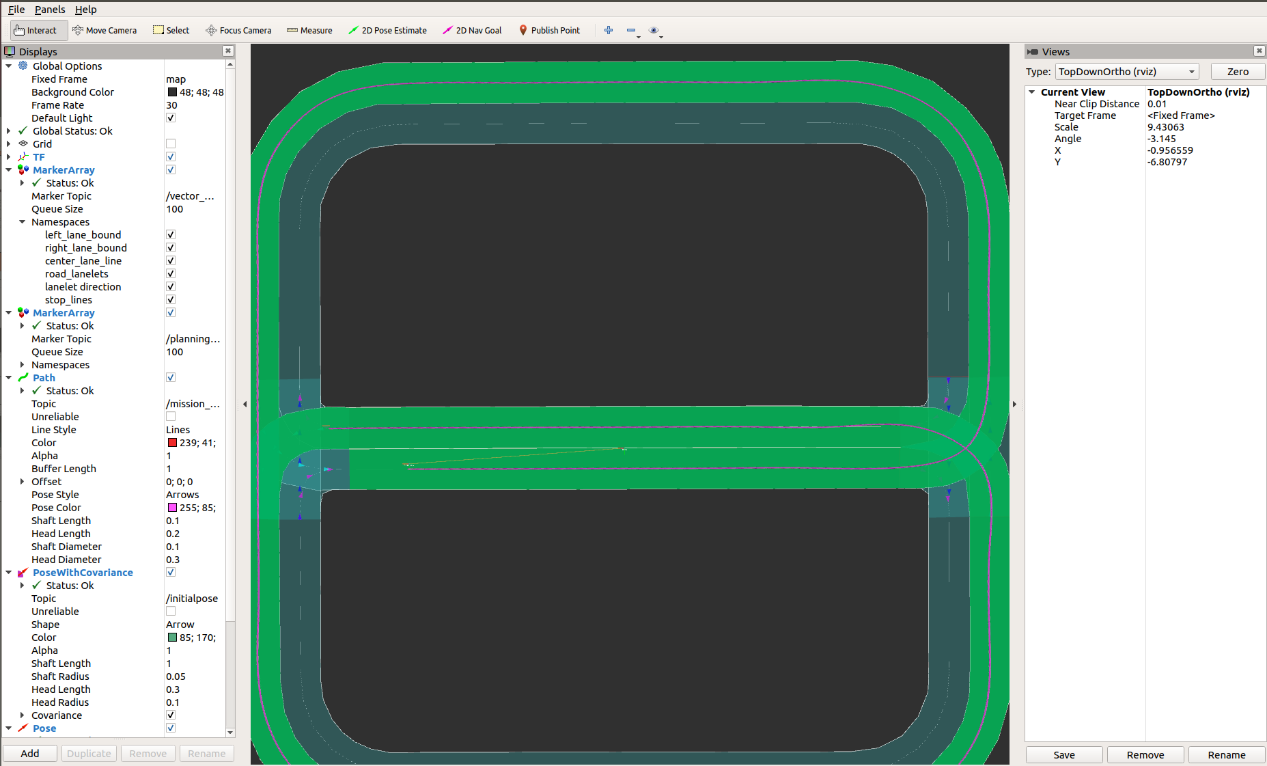 File Panels Help
Interact Move Camera Select Focus Camera Measure 2D Pose Estimate 2D Nav Goal Publish Point
Displays
Global Options
Fixed Frame map
Background Color 48; 48; 48
Frame Rate 30
Default Light
Global Status: Ok
Grid
TF
MarkerArray
Status: Ok
Marker Topic /vector_...
Queue Size 100
Namespaces
left_lane_bound
right_lane_bound
center_lane_line
road_lanelets
lanelet direction
stop_lines
MarkerArray
Status: Ok
Marker Topic /planning...
Queue Size 100
Namespaces
Path
Status: Ok
Topic /mission_...
Unreliable
Line Style Lines
Color 239; 41;
Alpha 1
Buffer Length 1
Offset 0; 0; 0
Pose Style Arrows
Pose Color 255; 85;
Shaft Length 0.1
Head Length 0.2
Shaft Diameter 0.1
Head Diameter 0.3
PoseWithCovariance
Status: Ok
Topic /initialpose
Unreliable
Shape Arrow
Color 85; 170;
Alpha 1
Shaft Length 1
Shaft Radius 0.05
Head Length 0.3
Head Radius 0.1
Covariance
Pose
Add Duplicate Remove Rename
Views
Type: TopDownOrtho (rviz) Zero
Current View TopDownOrtho (rviz)
Near Clip Distance 0.01
Target Frame <Fixed Frame>
Scale 9.43063
Angle -3.145
X -0.956559
Y -6.80797
Save Remove Rename